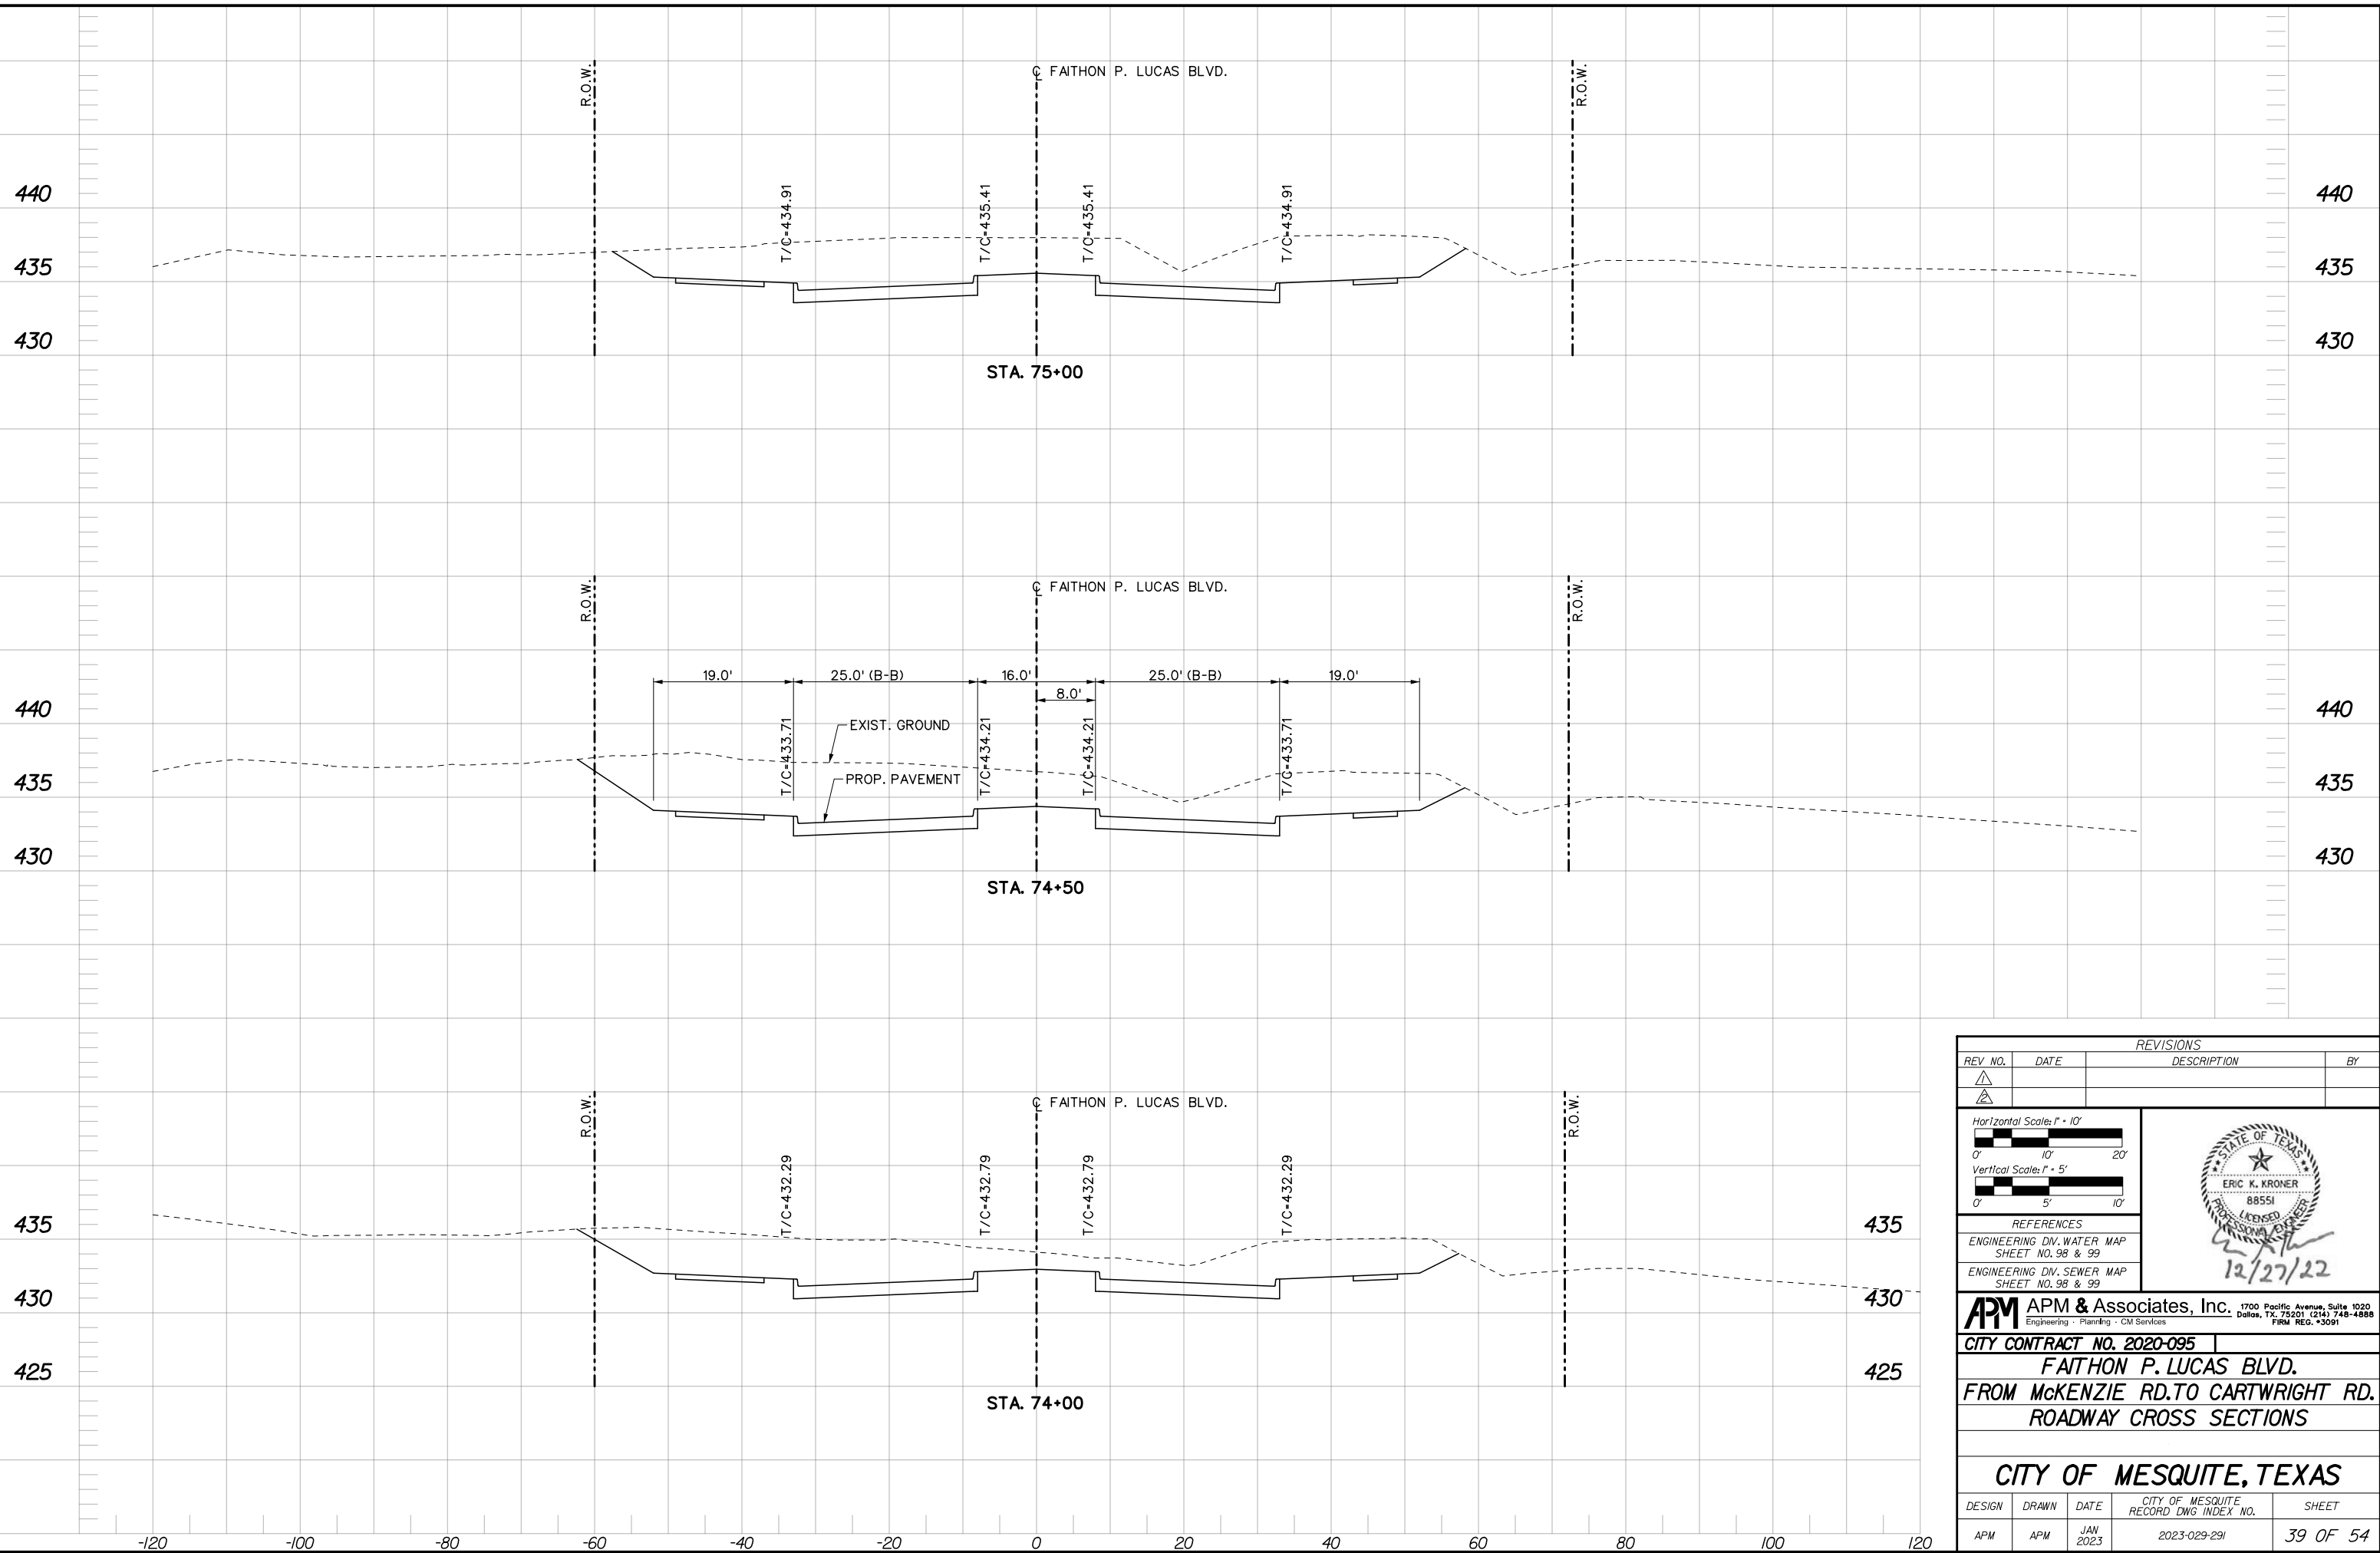 R.O.W.
℄ FAITHON P. LUCAS BLVD.
R.O.W.
T/C=434.91
T/C=435.41
T/C=435.41
T/C=434.91
440
440
435
435
430
430
STA. 75+00
R.O.W.
℄ FAITHON P. LUCAS BLVD.
R.O.W.
19.0'
25.0' (B-B)
16.0'
25.0' (B-B)
19.0'
8.0'
T/C=433.71
EXIST. GROUND
T/C=434.21
T/C=434.21
T/C=433.71
PROP. PAVEMENT
440
440
435
435
430
430
STA. 74+50
R.O.W.
℄ FAITHON P. LUCAS BLVD.
R.O.W.
T/C=432.29
T/C=432.79
T/C=432.79
T/C=432.29
435
435
430
430
425
425
STA. 74+00
-120
-100
-80
-60
-40
-20
0
20
40
60
80
100
120
REVISIONS
REV NO. DATE DESCRIPTION BY
1
2
Horizontal Scale: 1" = 10'
0' 10' 20'
Vertical Scale: 1" = 5'
0' 5' 10'
STATE OF TEXAS
ERIC K. KRONER
88551
LICENSED
PROFESSIONAL ENGINEER
12/27/22
REFERENCES
ENGINEERING DIV. WATER MAP
SHEET NO. 98 & 99
ENGINEERING DIV. SEWER MAP
SHEET NO. 98 & 99
APM APM & Associates, Inc.
Engineering - Planning - CM Services
1700 Pacific Avenue, Suite 1020
Dallas, TX. 75201 (214) 748-4888
FIRM REG. #3091
CITY CONTRACT NO. 2020-095
FAITHON P. LUCAS BLVD.
FROM McKENZIE RD. TO CARTWRIGHT RD.
ROADWAY CROSS SECTIONS
CITY OF MESQUITE, TEXAS
DESIGN DRAWN DATE CITY OF MESQUITE RECORD DWG INDEX NO. SHEET
APM APM JAN 2023 2023-029-291 39 OF 54